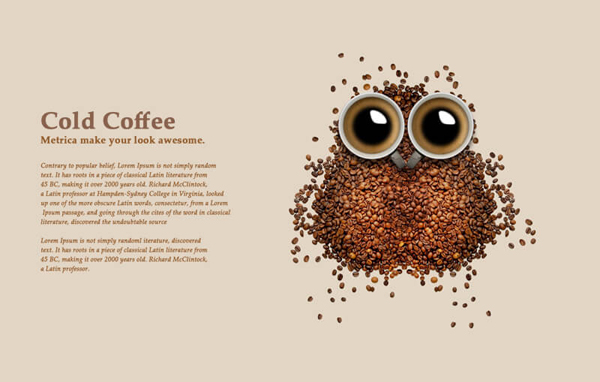 Cold Coffee
Metrica make your look awesome.
Contrary to popular belief, Lorem Ipsum is not simply random
text. It has roots in a piece of classical Latin literature from
45 BC, making it over 2000 years old. Richard McClintock,
a Latin professor at Hampden-Sydney College in Virginia, looked
up one of the more obscure Latin words, consectetur, from a Lorem
Ipsum passage, and going through the cites of the word in classical
literature, discovered the undoubtable source
Lorem Ipsum is not simply randoml iterature, discovered
text. It has roots in a piece of classical Latin literature from
45 BC, making it over 2000 years old. Richard McClintock,
a Latin professor.